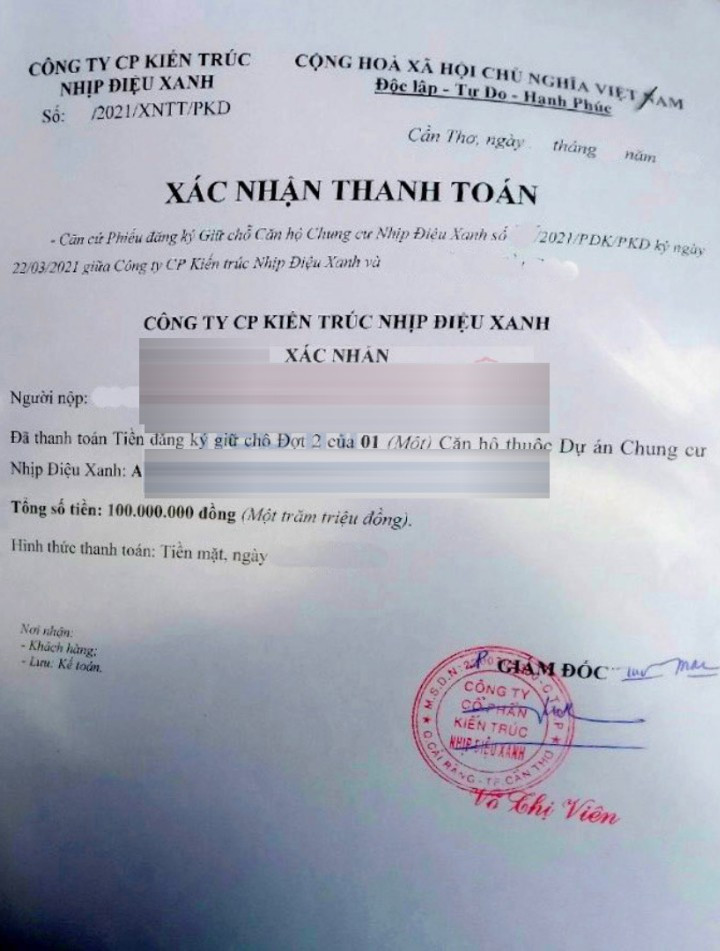 CÔNG TY CP KIẾN TRÚC
NHỊP ĐIỆU XANH
Số: /2021/XNTT/PKD
CỘNG HOÀ XÃ HỘI CHỦ NGHĨA VIỆT NAM
Độc lập - Tự Do - Hạnh Phúc
Cần Thơ, ngày tháng năm
XÁC NHẬN THANH TOÁN
- Căn cứ Phiếu đăng ký Giữ chỗ Căn hộ Chung cư Nhịp Điệu Xanh số /2021/PDK/PKD ký ngày
22/03/2021 giữa Công ty CP Kiến trúc Nhịp Điệu Xanh và
CÔNG TY CP KIẾN TRÚC NHỊP ĐIỆU XANH
XÁC NHẬN
Người nộp:
Đã thanh toán Tiền đăng ký giữ chỗ Đợt 2 của 01 (Một) Căn hộ thuộc Dự án Chung cư
Nhịp Điệu Xanh: A
Tổng số tiền: 100.000.000 đồng (Một trăm triệu đồng).
Hình thức thanh toán: Tiền mặt, ngày
Nơi nhận:
- Khách hàng;
- Lưu: Kế toán.
P GIÁM ĐỐC
M.S.D.N
C.T.C.P
CÔNG TY
CỔ PHẦN
KIẾN TRÚC
NHỊP ĐIỆU XANH
Q.CÁI RĂNG - TP.CẦN THƠ
Võ Chị Viên